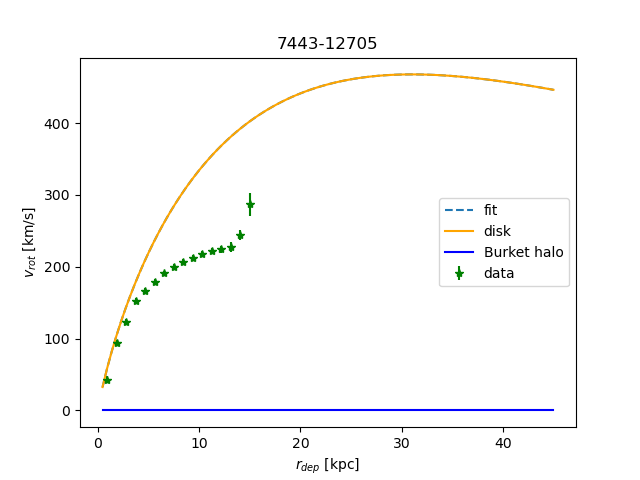 7443-12705
400
300
200
100
0
v_rot [km/s]
fit
disk
Burket halo
data
0 10 20 30 40
r_dep [kpc]